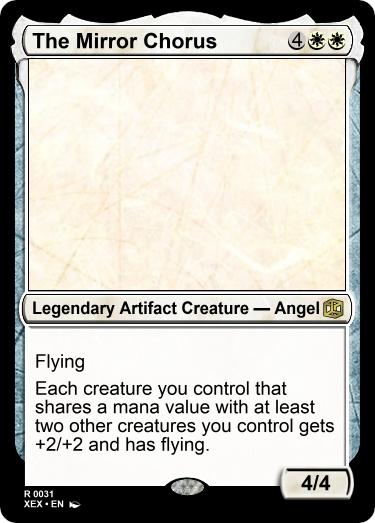 The Mirror Chorus 4
Legendary Artifact Creature — Angel
Flying
Each creature you control that
shares a mana value with at least
two other creatures you control gets
+2/+2 and has flying.
4/4
R 0031
XEX • EN